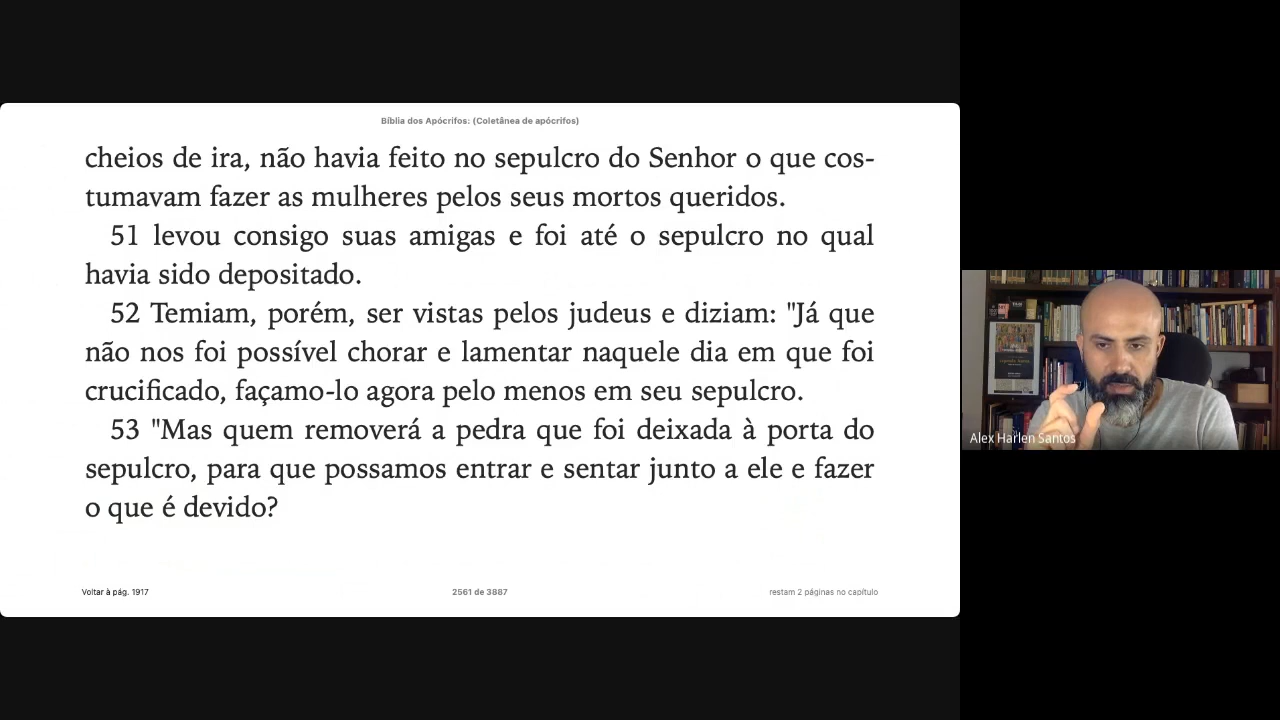 Bíblia dos Apócrifos: (Coletânea de apócrifos)
cheios de ira, não havia feito no sepulcro do Senhor o que cos-
tumavam fazer as mulheres pelos seus mortos queridos.
51 levou consigo suas amigas e foi até o sepulcro no qual
havia sido depositado.
52 Temiam, porém, ser vistas pelos judeus e diziam: "Já que
não nos foi possível chorar e lamentar naquele dia em que foi
crucificado, façamo-lo agora pelo menos em seu sepulcro.
53 "Mas quem removerá a pedra que foi deixada à porta do
sepulcro, para que possamos entrar e sentar junto a ele e fazer
o que é devido?
Voltar à pág. 1917
2561 de 3887
restam 2 páginas no capítulo
Alex Harlen Santos